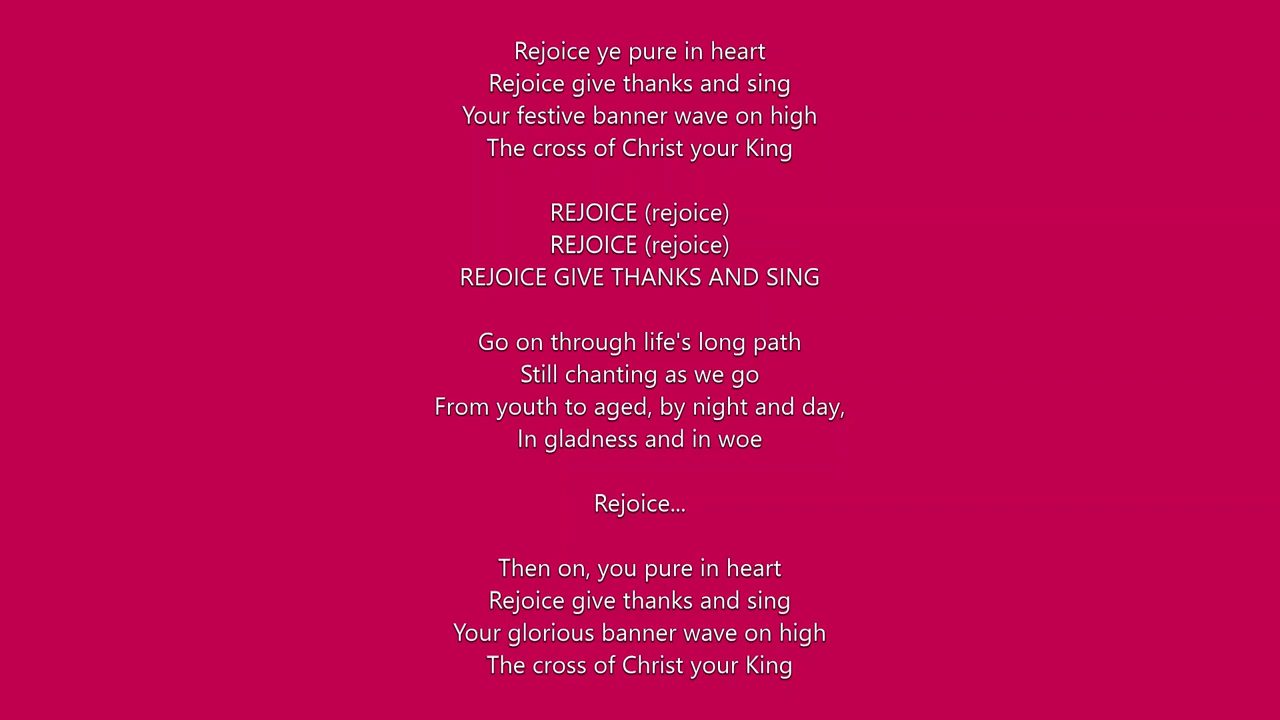 Rejoice ye pure in heart
Rejoice give thanks and sing
Your festive banner wave on high
The cross of Christ your King
REJOICE (rejoice)
REJOICE (rejoice)
REJOICE GIVE THANKS AND SING
Go on through life's long path
Still chanting as we go
From youth to aged, by night and day,
In gladness and in woe
Rejoice...
Then on, you pure in heart
Rejoice give thanks and sing
Your glorious banner wave on high
The cross of Christ your King